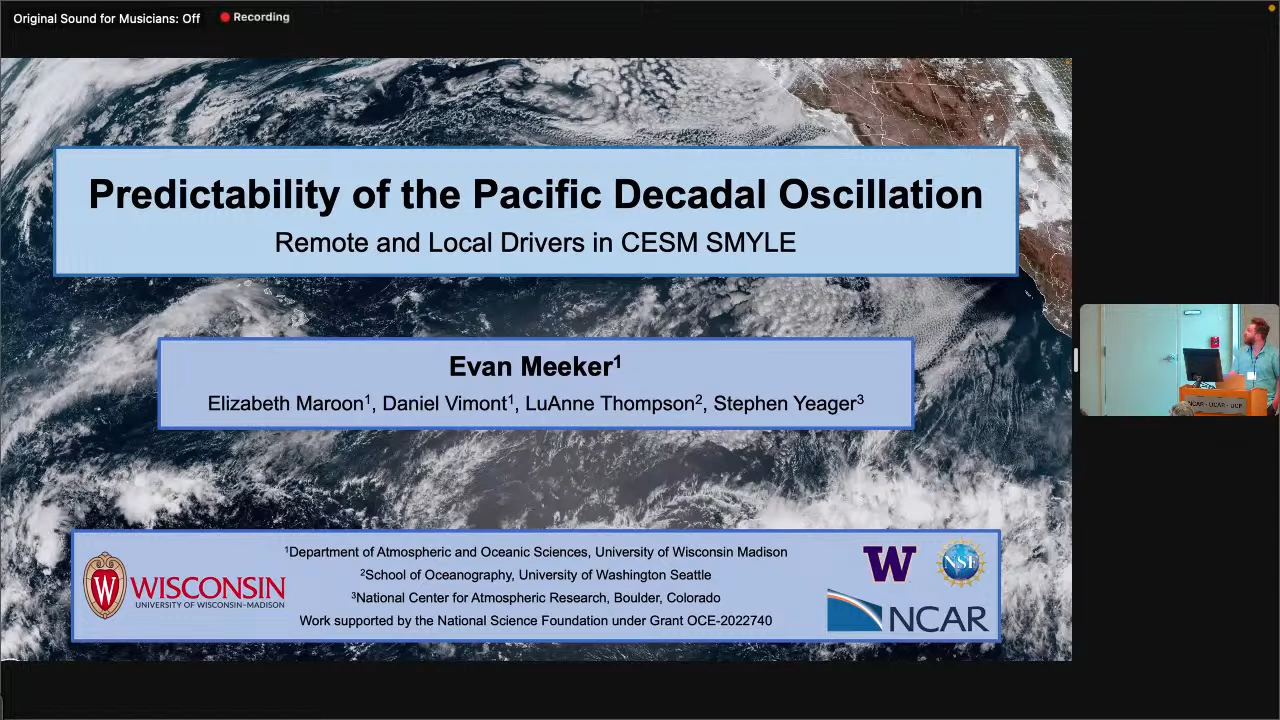 Original Sound for Musicians: Off
Recording
Predictability of the Pacific Decadal Oscillation
Remote and Local Drivers in CESM SMYLE
Evan Meeker¹
Elizabeth Maroon¹, Daniel Vimont¹, LuAnne Thompson², Stephen Yeager³
¹Department of Atmospheric and Oceanic Sciences, University of Wisconsin Madison
²School of Oceanography, University of Washington Seattle
³National Center for Atmospheric Research, Boulder, Colorado
Work supported by the National Science Foundation under Grant OCE-2022740
W
WISCONSIN
UNIVERSITY OF WISCONSIN–MADISON
W
NSF
NCAR
NCAR - UCAR - UCP